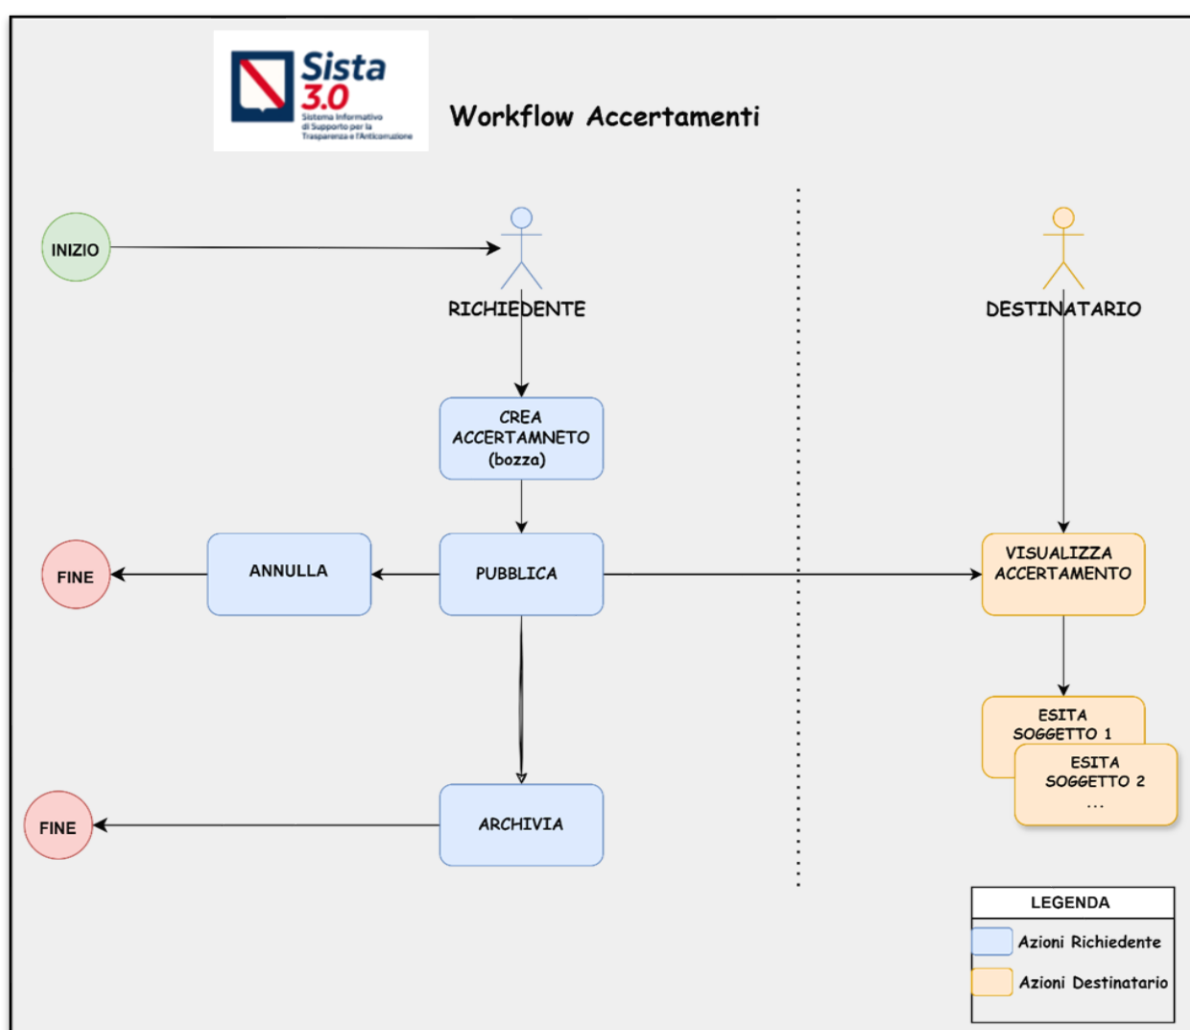 Sista
3.0
Sistema Informativo
di Supporto per la
Trasparenza e l'Anticorruzione
Workflow Accertamenti
INIZIO
RICHIEDENTE
DESTINATARIO
CREA
ACCERTAMNETO
(bozza)
FINE
ANNULLA
PUBBLICA
VISUALIZZA
ACCERTAMENTO
ESITA
SOGGETTO 1
ESITA
SOGGETTO 2
...
FINE
ARCHIVIA
LEGENDA
Azioni Richiedente
Azioni Destinatario